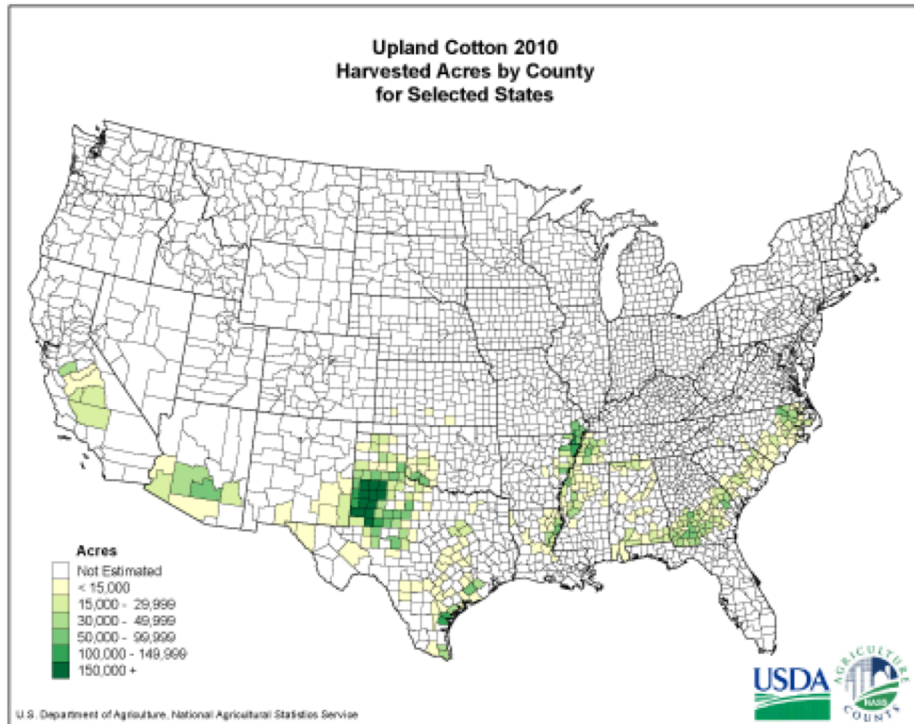 Upland Cotton 2010
Harvested Acres by County
for Selected States
Acres
Not Estimated
< 15,000
15,000 - 29,999
30,000 - 49,999
50,000 - 99,999
100,000 - 149,999
150,000 +
USDA
AGRICULTURE
NASS
COUNTS
U.S. Department of Agriculture, National Agricultural Statistics Service